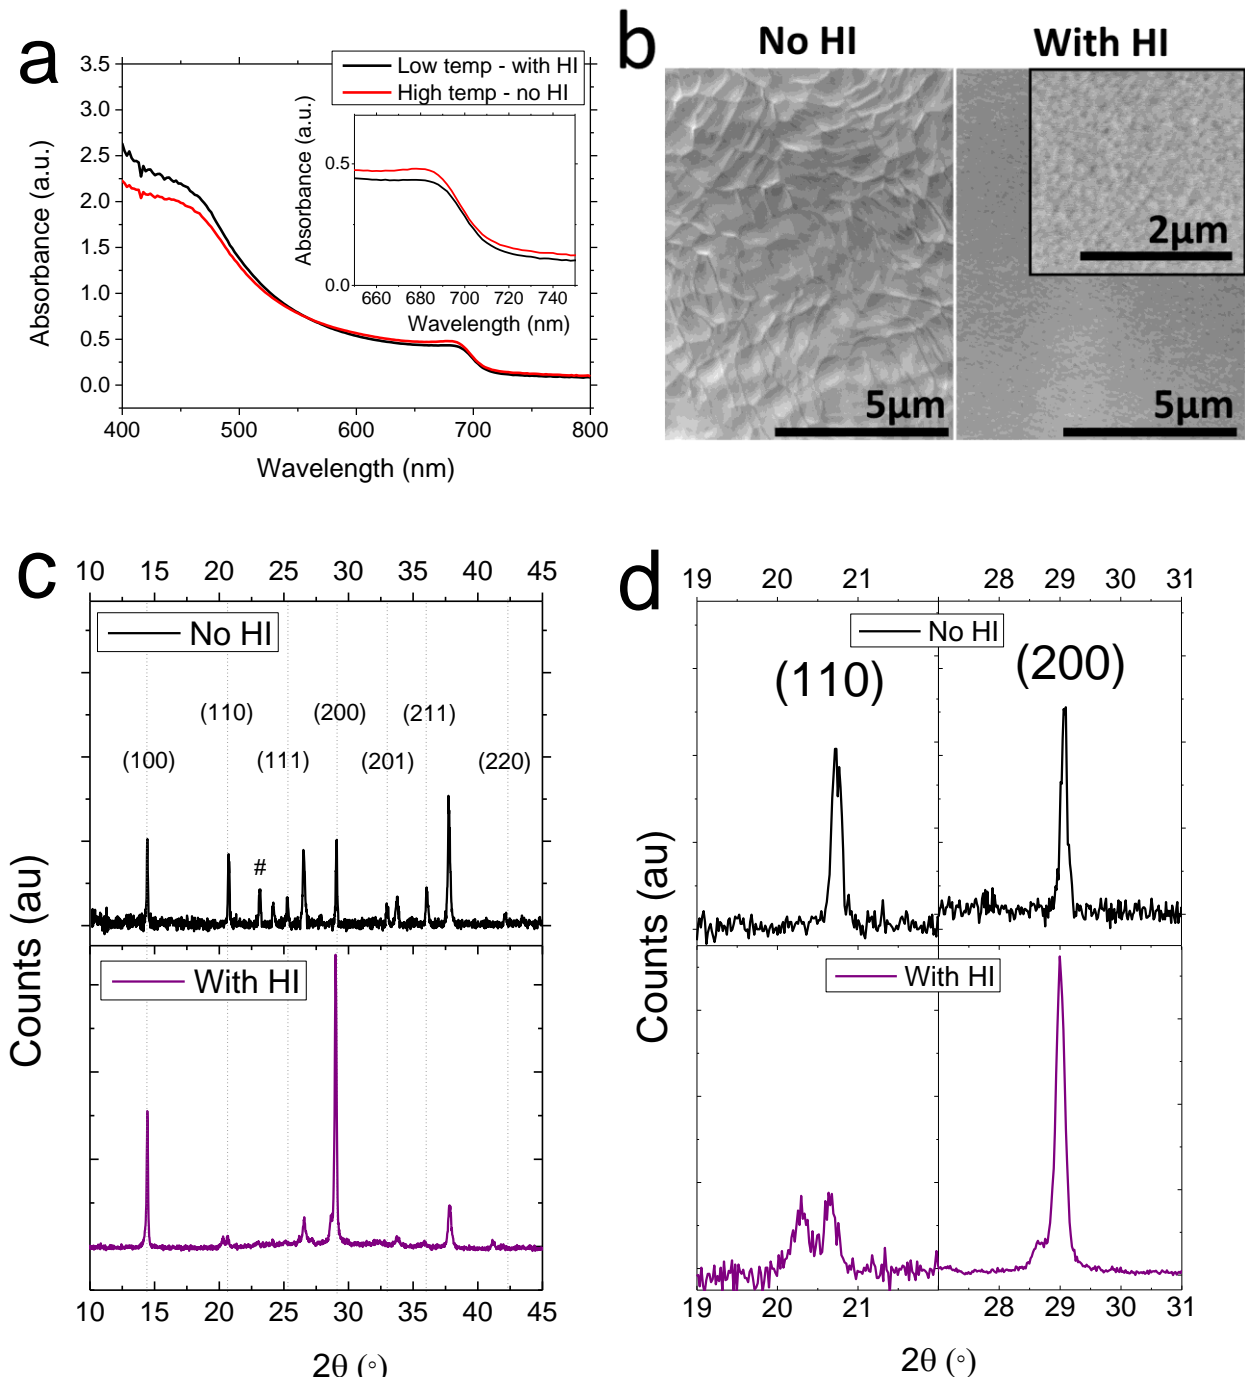 a
Low temp - with HI
High temp - no HI
3.5
3.0
2.5
2.0
1.5
1.0
0.5
0.0
Absorbance (a.u.)
400 500 600 700 800
Wavelength (nm)
0.5
0.0
Absorbance (a.u.)
660 680 700 720 740
Wavelength (nm)
b
No HI With HI
2µm
5µm 5µm
c
10 15 20 25 30 35 40 45
No HI
(110) (200) (211)
(100) (111) (201) (220)
#
With HI
Counts (au)
10 15 20 25 30 35 40 45
2θ (°)
d
19 20 21 28 29 30 31
No HI
(110) (200)
With HI
Counts (au)
19 20 21 28 29 30 31
2θ (°)